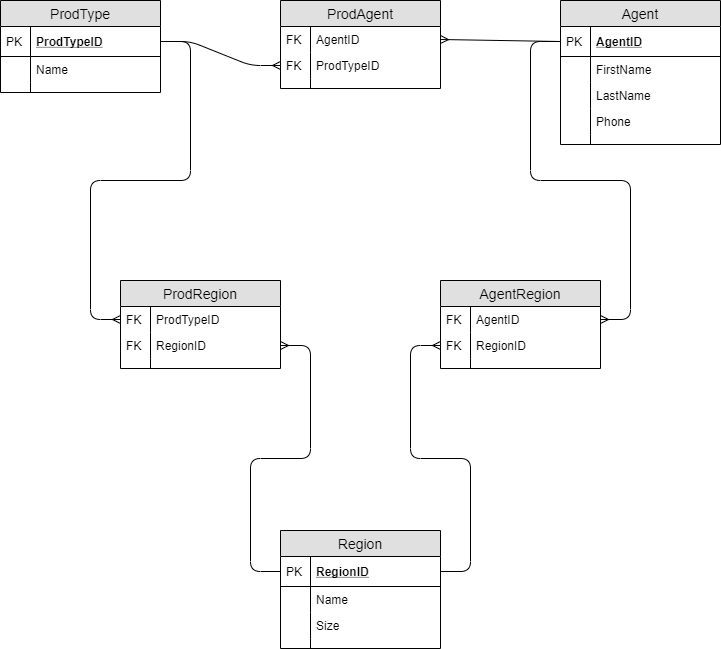 ProdType
PK ProdTypeID
Name
ProdAgent
FK AgentID
FK ProdTypeID
Agent
PK AgentID
FirstName
LastName
Phone
ProdRegion
FK ProdTypeID
FK RegionID
AgentRegion
FK AgentID
FK RegionID
Region
PK RegionID
Name
Size